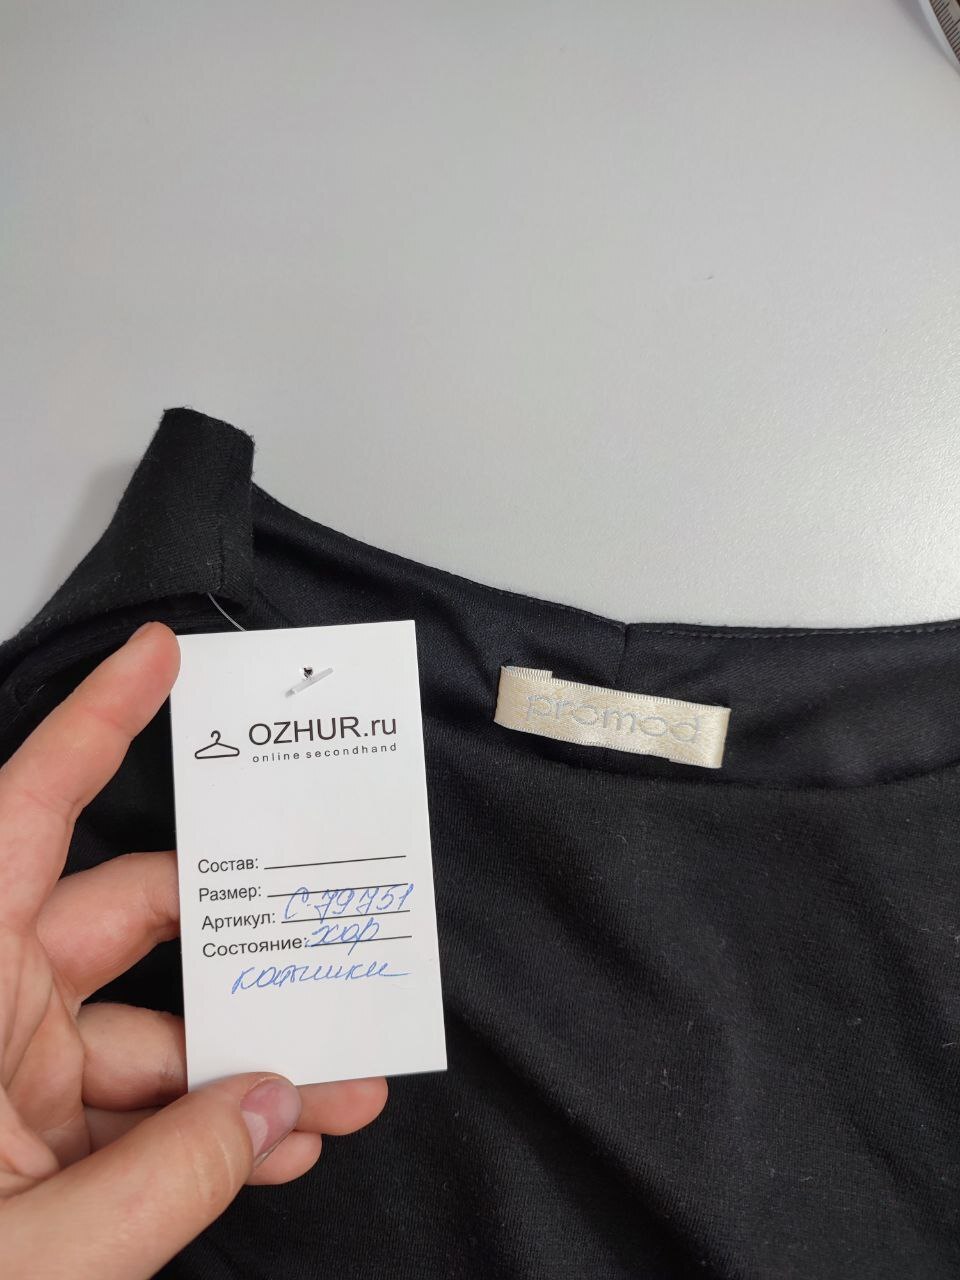 promod
OZHUR.ru
online secondhand
Состав:
Размер:
Артикул: С-79751
Состояние: хор
катышки